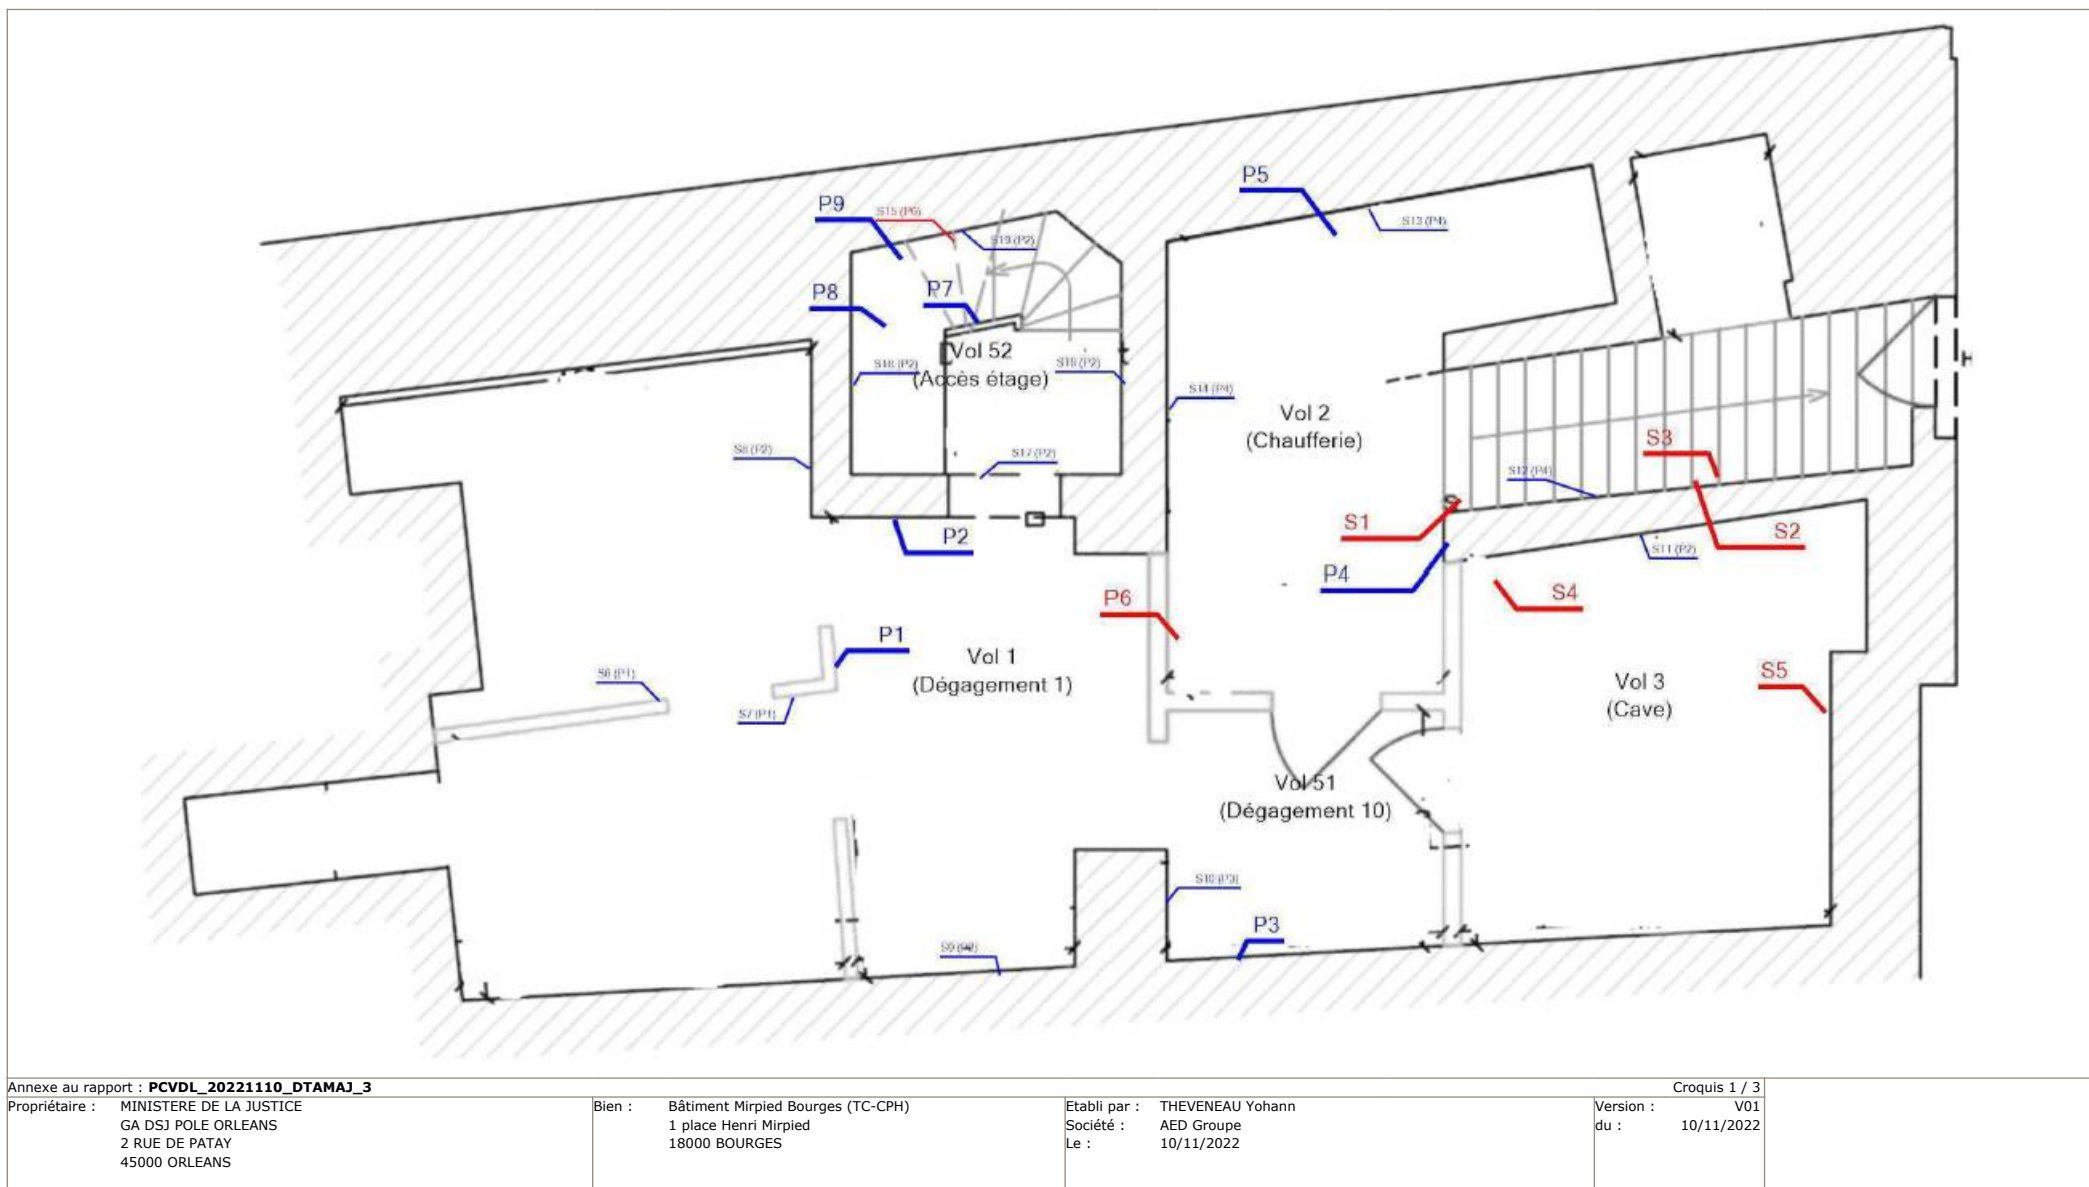 P5
P9
S15 (P6)
S13 (P4)
S19 (P2)
P8
P7
Vol 52
(Accès étage)
S18 (P2)
S16 (P2)
S14 (P4)
Vol 2
(Chaufferie)
S3
S8 (P2)
S17 (P2)
S12 (P4)
S1
S2
P2
S11 (P2)
P4
S4
P6
P1
Vol 1
(Dégagement 1)
S6 (P1)
S7 (P1)
Vol 3
(Cave)
S5
Vol 51
(Dégagement 10)
S10 (P3)
P3
S9 (P2)
Annexe au rapport : PCVDL_20221110_DTAMAJ_3
Croquis 1 / 3
Propriétaire : MINISTERE DE LA JUSTICE
GA DSJ POLE ORLEANS
2 RUE DE PATAY
45000 ORLEANS
Bien : Bâtiment Mirpied Bourges (TC-CPH)
1 place Henri Mirpied
18000 BOURGES
Etabli par : THEVENEAU Yohann
Société : AED Groupe
Le : 10/11/2022
Version : V01
du : 10/11/2022